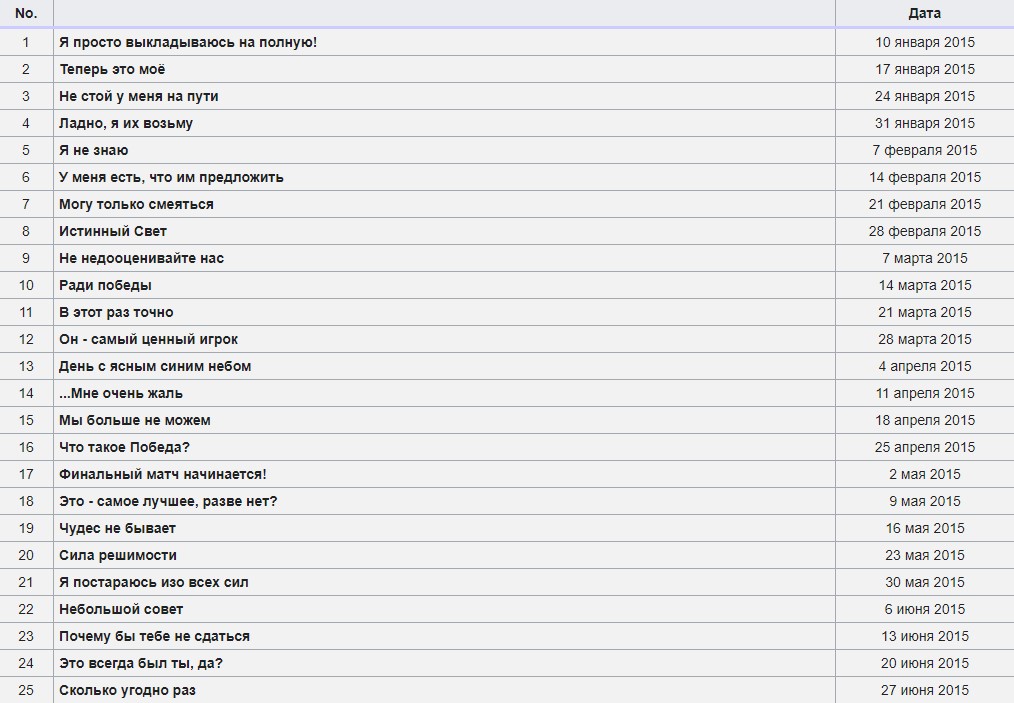 No. Дата
1 Я просто выкладываюсь на полную! 10 января 2015
2 Теперь это моё 17 января 2015
3 Не стой у меня на пути 24 января 2015
4 Ладно, я их возьму 31 января 2015
5 Я не знаю 7 февраля 2015
6 У меня есть, что им предложить 14 февраля 2015
7 Могу только смеяться 21 февраля 2015
8 Истинный Свет 28 февраля 2015
9 Не недооценивайте нас 7 марта 2015
10 Ради победы 14 марта 2015
11 В этот раз точно 21 марта 2015
12 Он - самый ценный игрок 28 марта 2015
13 День с ясным синим небом 4 апреля 2015
14 ...Мне очень жаль 11 апреля 2015
15 Мы больше не можем 18 апреля 2015
16 Что такое Победа? 25 апреля 2015
17 Финальный матч начинается! 2 мая 2015
18 Это - самое лучшее, разве нет? 9 мая 2015
19 Чудес не бывает 16 мая 2015
20 Сила решимости 23 мая 2015
21 Я постараюсь изо всех сил 30 мая 2015
22 Небольшой совет 6 июня 2015
23 Почему бы тебе не сдаться 13 июня 2015
24 Это всегда был ты, да? 20 июня 2015
25 Сколько угодно раз 27 июня 2015